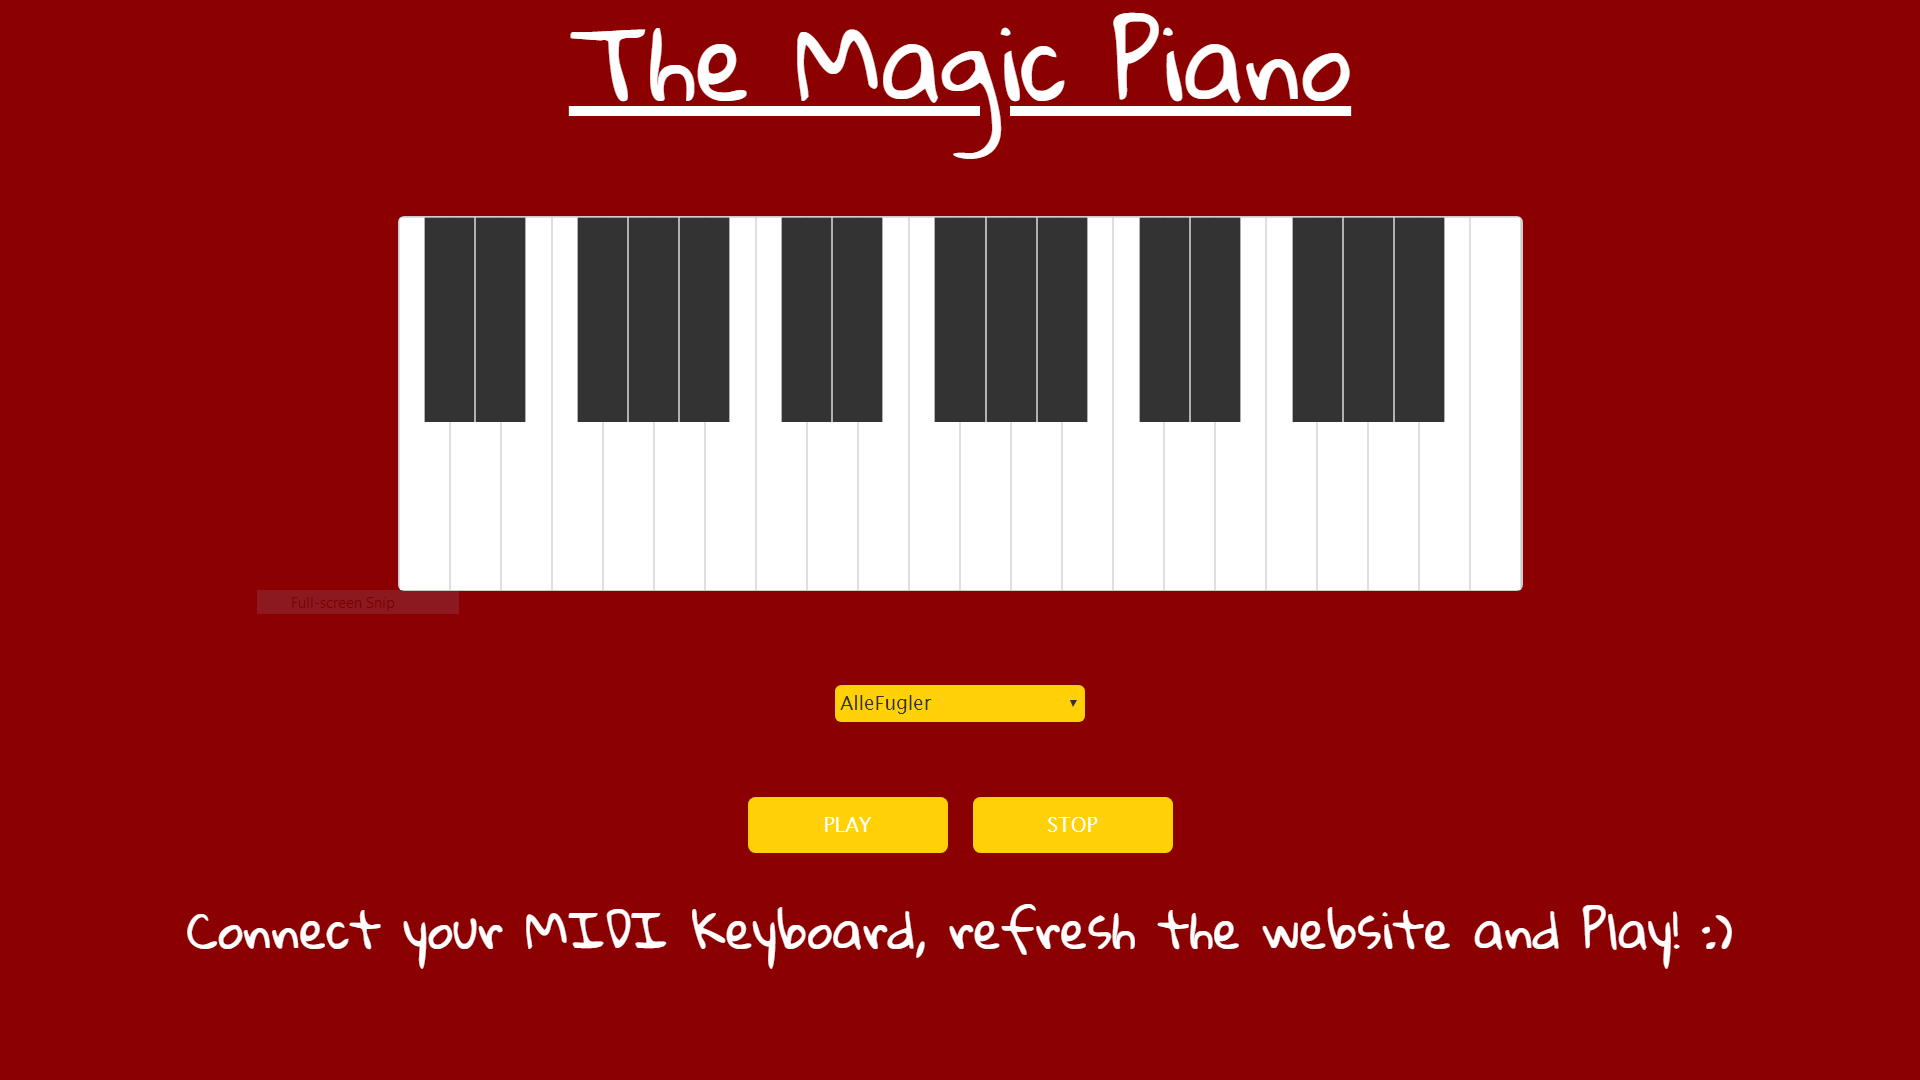 The Magic Piano
Full-screen Snip
AlleFugler
PLAY STOP
Connect your MIDI Keyboard, refresh the website and Play! :)